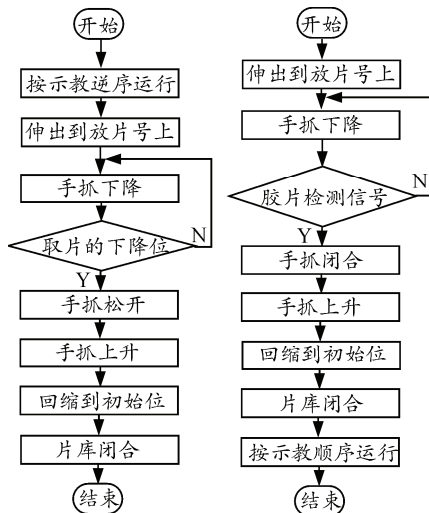 开始
按示教逆序运行
伸出到放片号上
手抓下降
取片的下降位
N
Y
手抓松开
手抓上升
回缩到初始位
片库闭合
结束
开始
伸出到放片号上
手抓下降
胶片检测信号
N
Y
手抓闭合
手抓上升
回缩到初始位
片库闭合
按示教顺序运行
结束